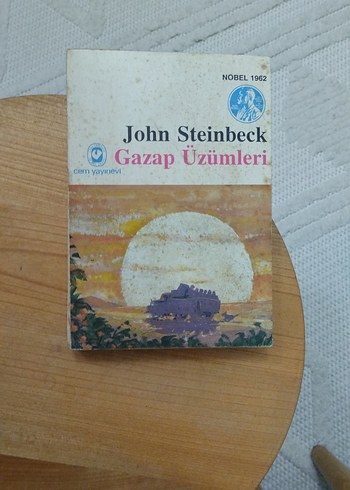 NOBEL 1962
John Steinbeck
Gazap Üzümleri
cem yayınevi